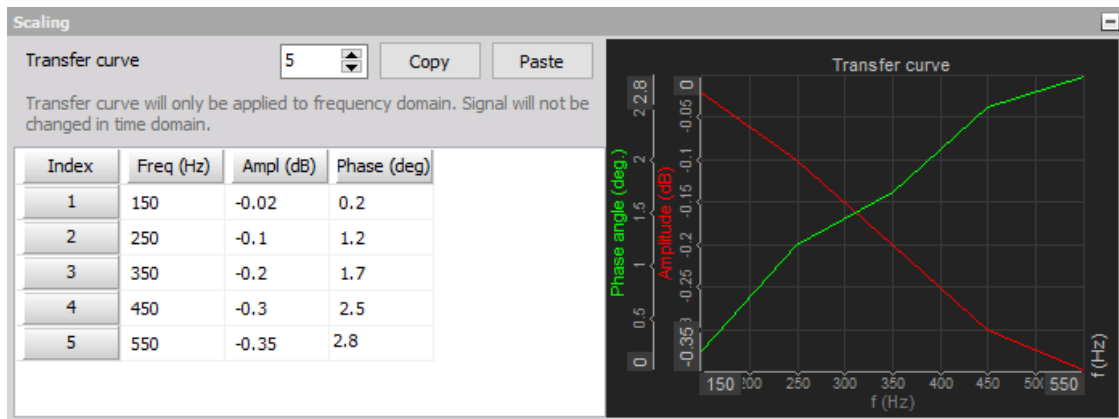 Scaling
Transfer curve 5 Copy Paste
Transfer curve will only be applied to frequency domain. Signal will not be
changed in time domain.
Index Freq (Hz) Ampl (dB) Phase (deg)
1 150 -0.02 0.2
2 250 -0.1 1.2
3 350 -0.2 1.7
4 450 -0.3 2.5
5 550 -0.35 2.8
Transfer curve
Phase angle (deg.)
0 0.5 1 1.5 2 2.8
Amplitude (dB)
-0.35 -0.25 -0.2 -0.15 -0.1 -0.05 0
150 200 250 300 350 400 450 550
f (Hz)
f (Hz)